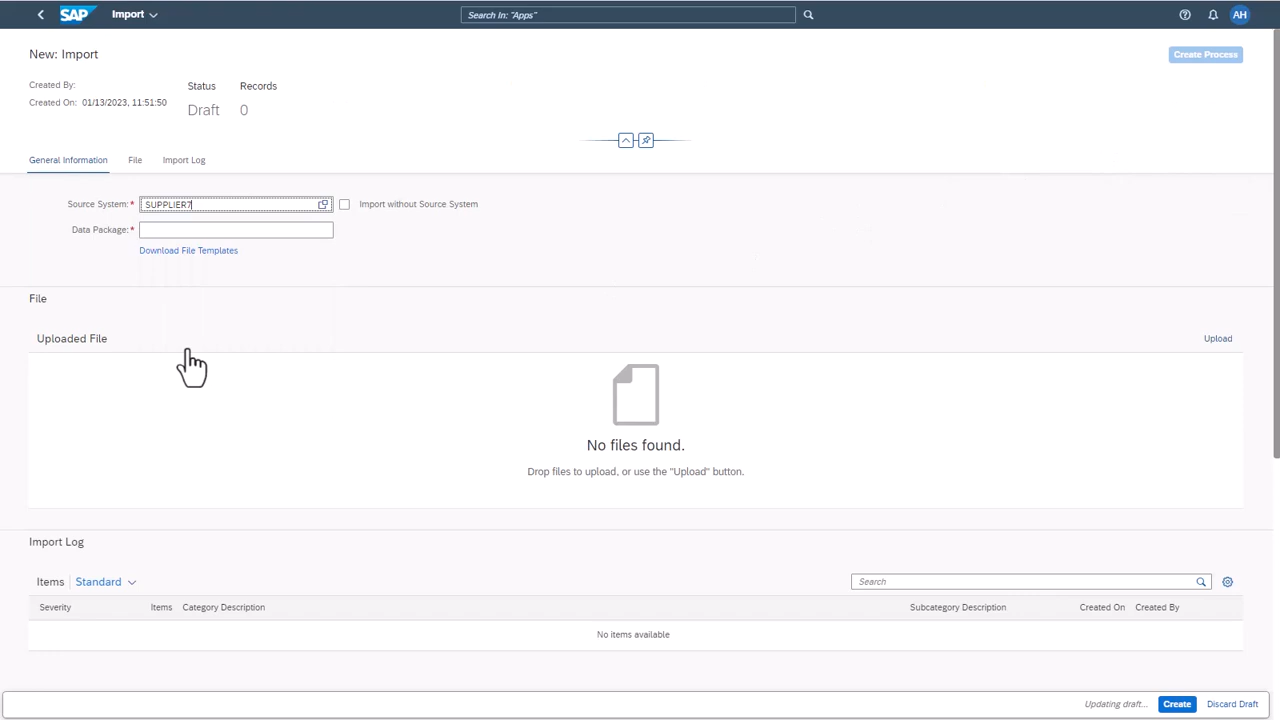 SAP Import Search In: "Apps" AH
New: Import Create Process
Created By: Status Records
Created On: 01/13/2023, 11:51:50 Draft 0
General Information File Import Log
Source System:* SUPPLIER7 Import without Source System
Data Package:*
Download File Templates
File
Uploaded File Upload
No files found.
Drop files to upload, or use the "Upload" button.
Import Log
Items Standard Search
Severity Items Category Description Subcategory Description Created On Created By
No items available
Updating draft... Create Discard Draft